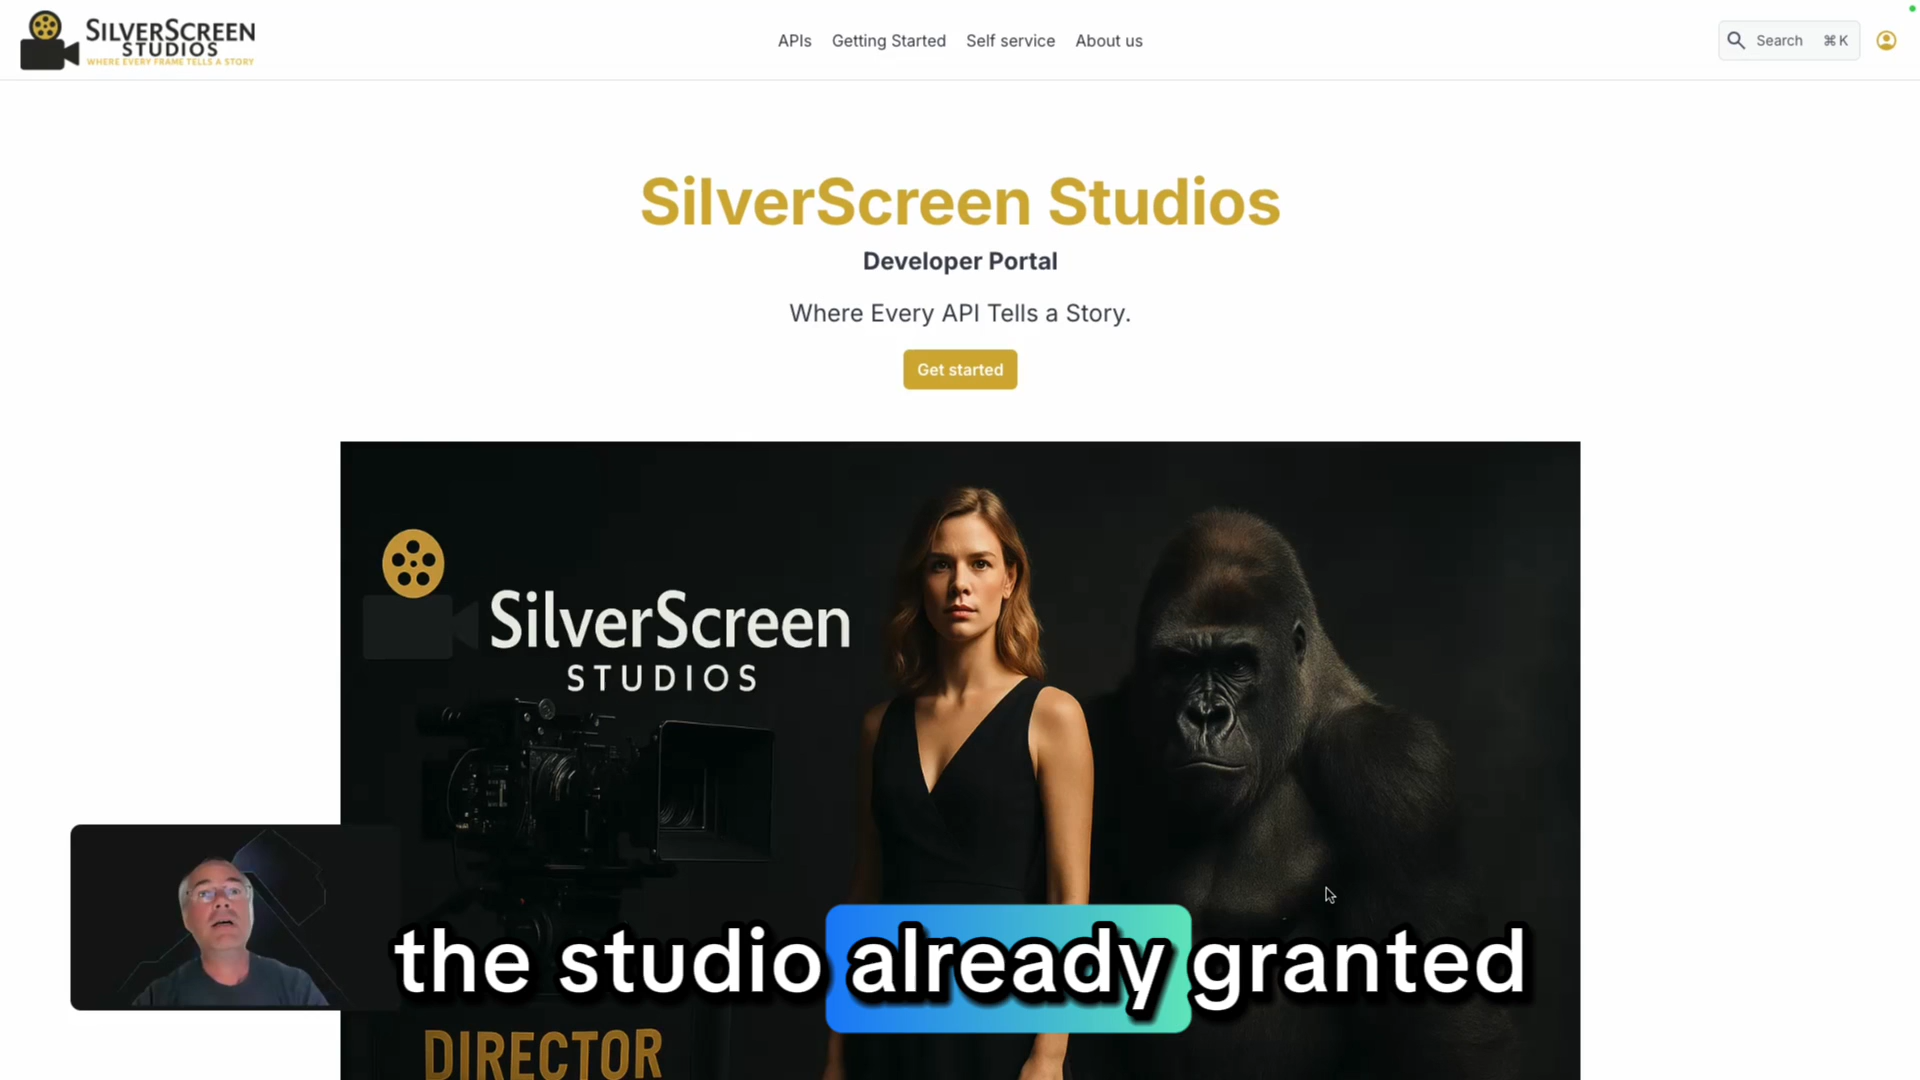 SILVERSCREEN
STUDIOS
WHERE EVERY FRAME TELLS A STORY
APIs
Getting Started
Self service
About us
Search ⌘ K
SilverScreen Studios
Developer Portal
Where Every API Tells a Story.
Get started
SilverScreen
STUDIOS
the studio already granted
DIRECTOR